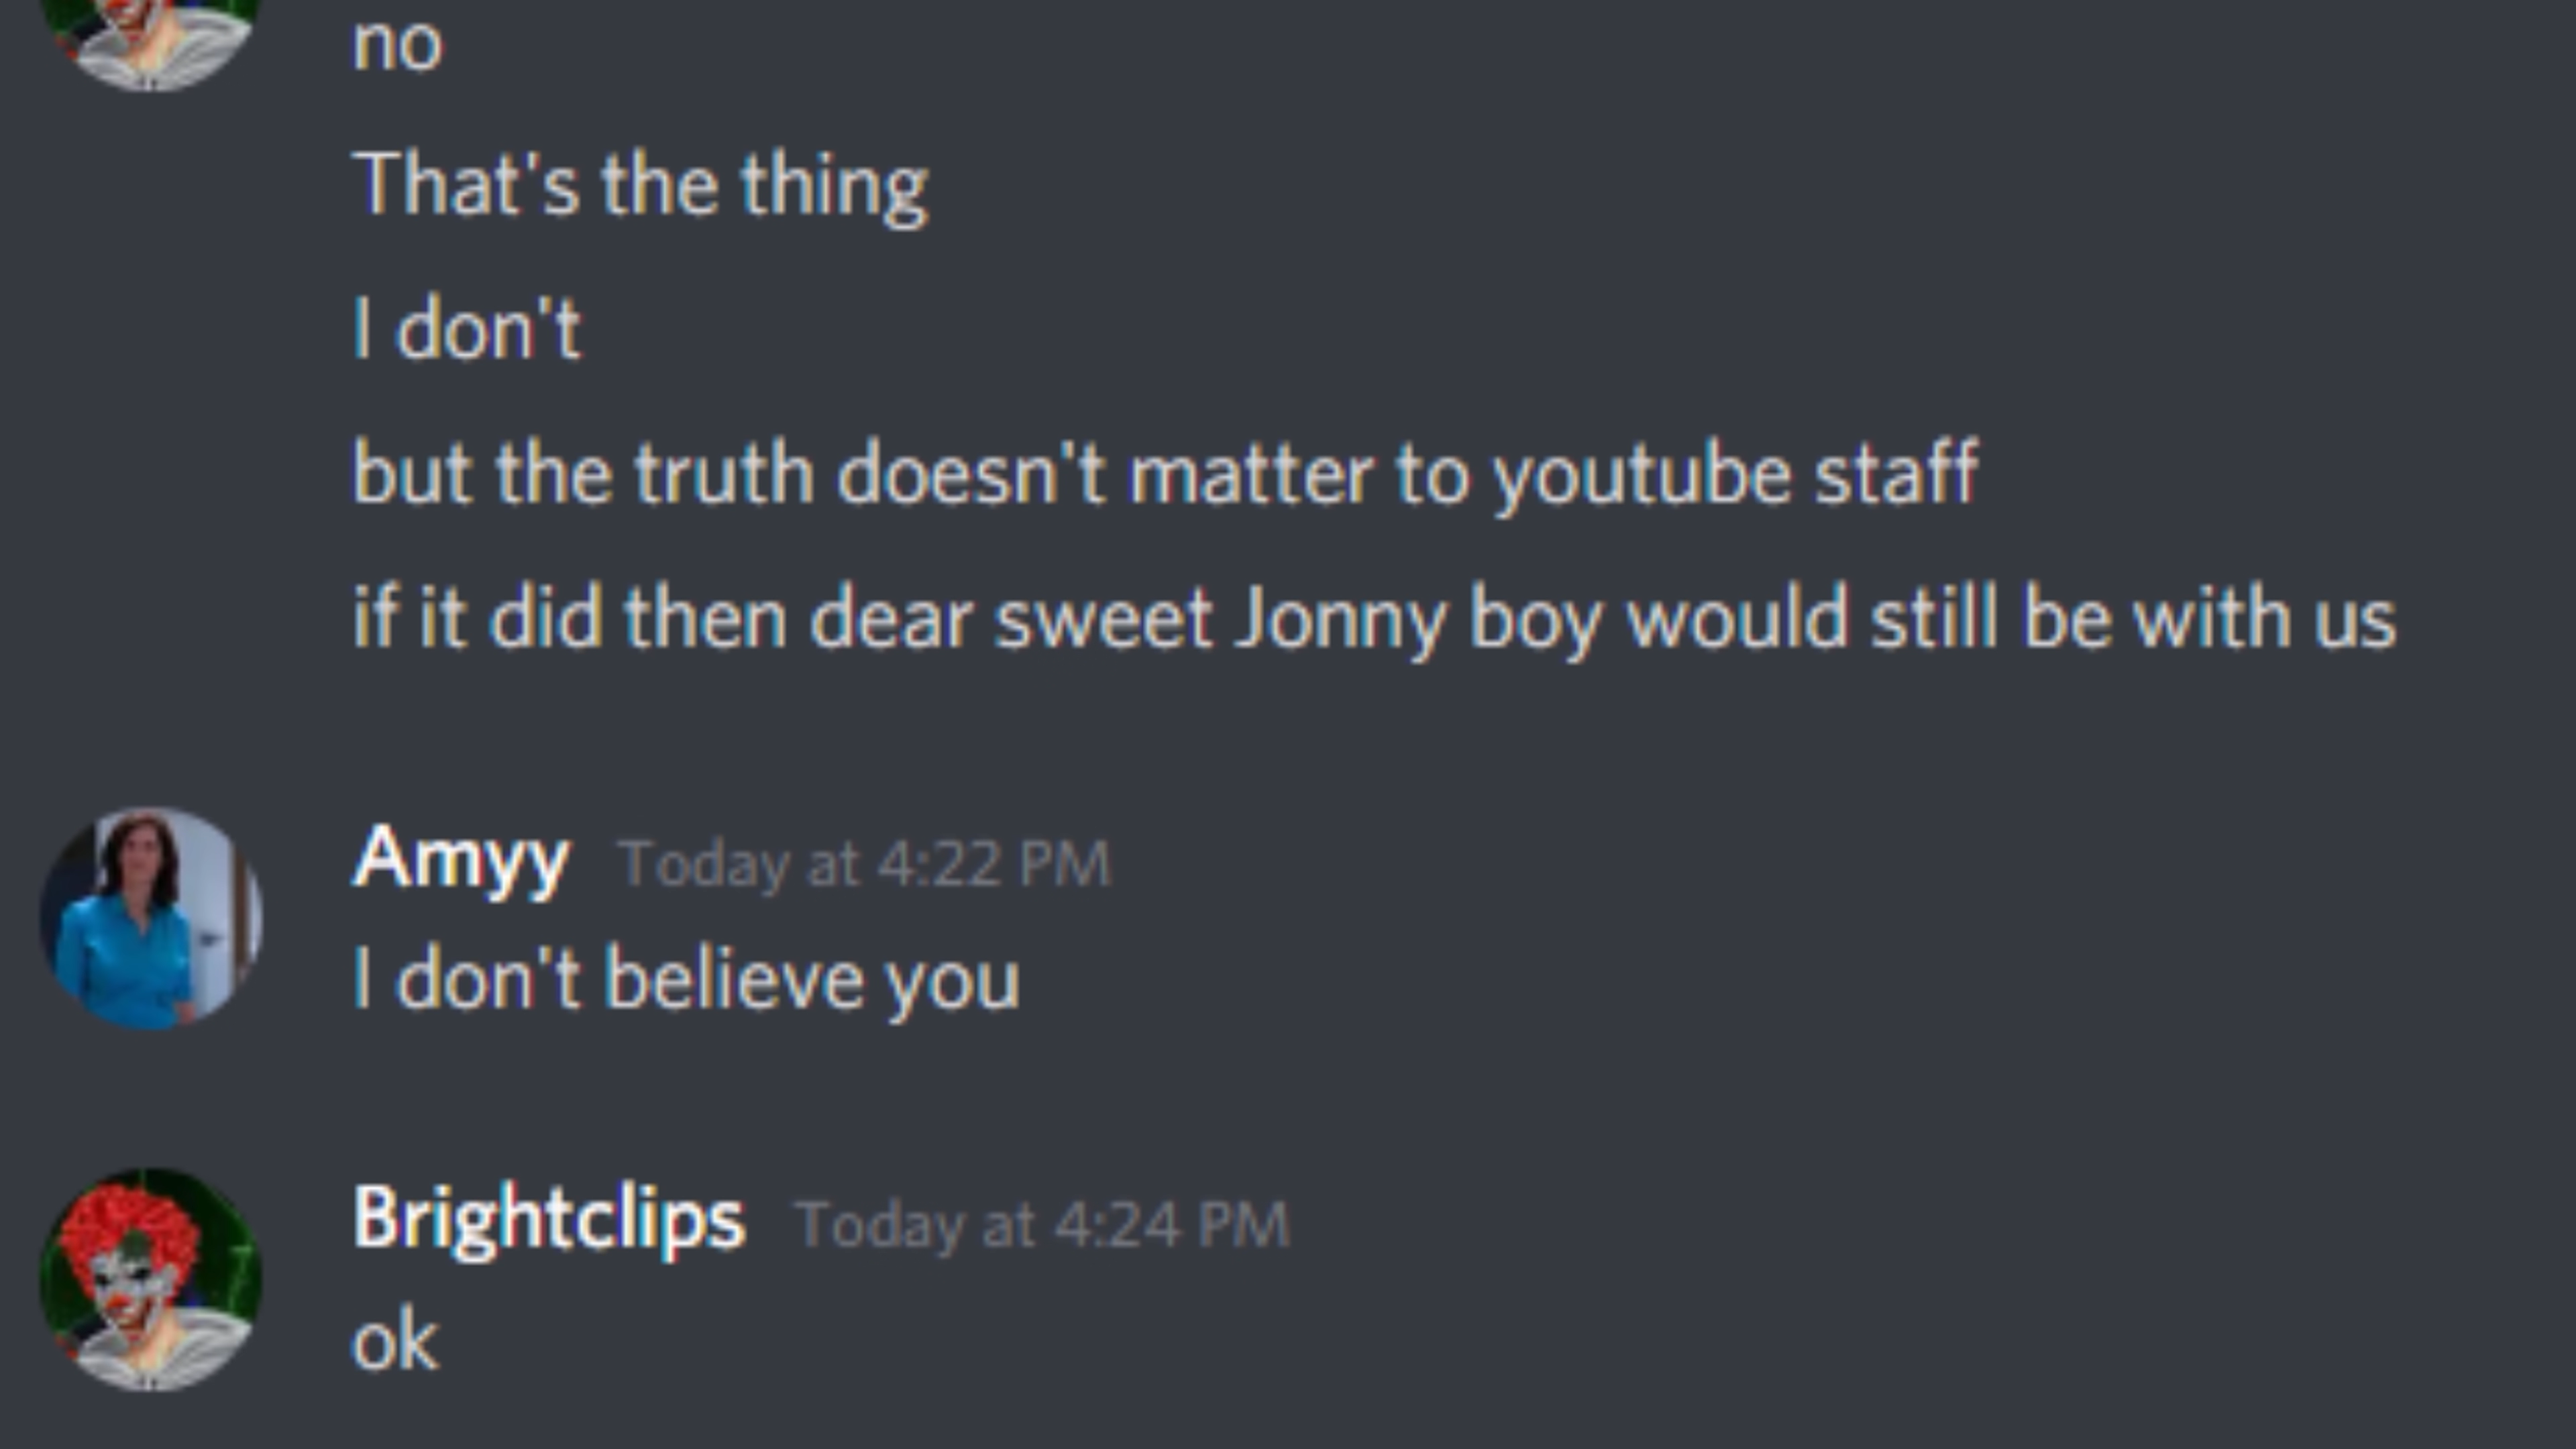 no
That's the thing
I don't
but the truth doesn't matter to youtube staff
if it did then dear sweet Jonny boy would still be with us
Amyy Today at 4:22 PM
I don't believe you
Brightclips Today at 4:24 PM
ok